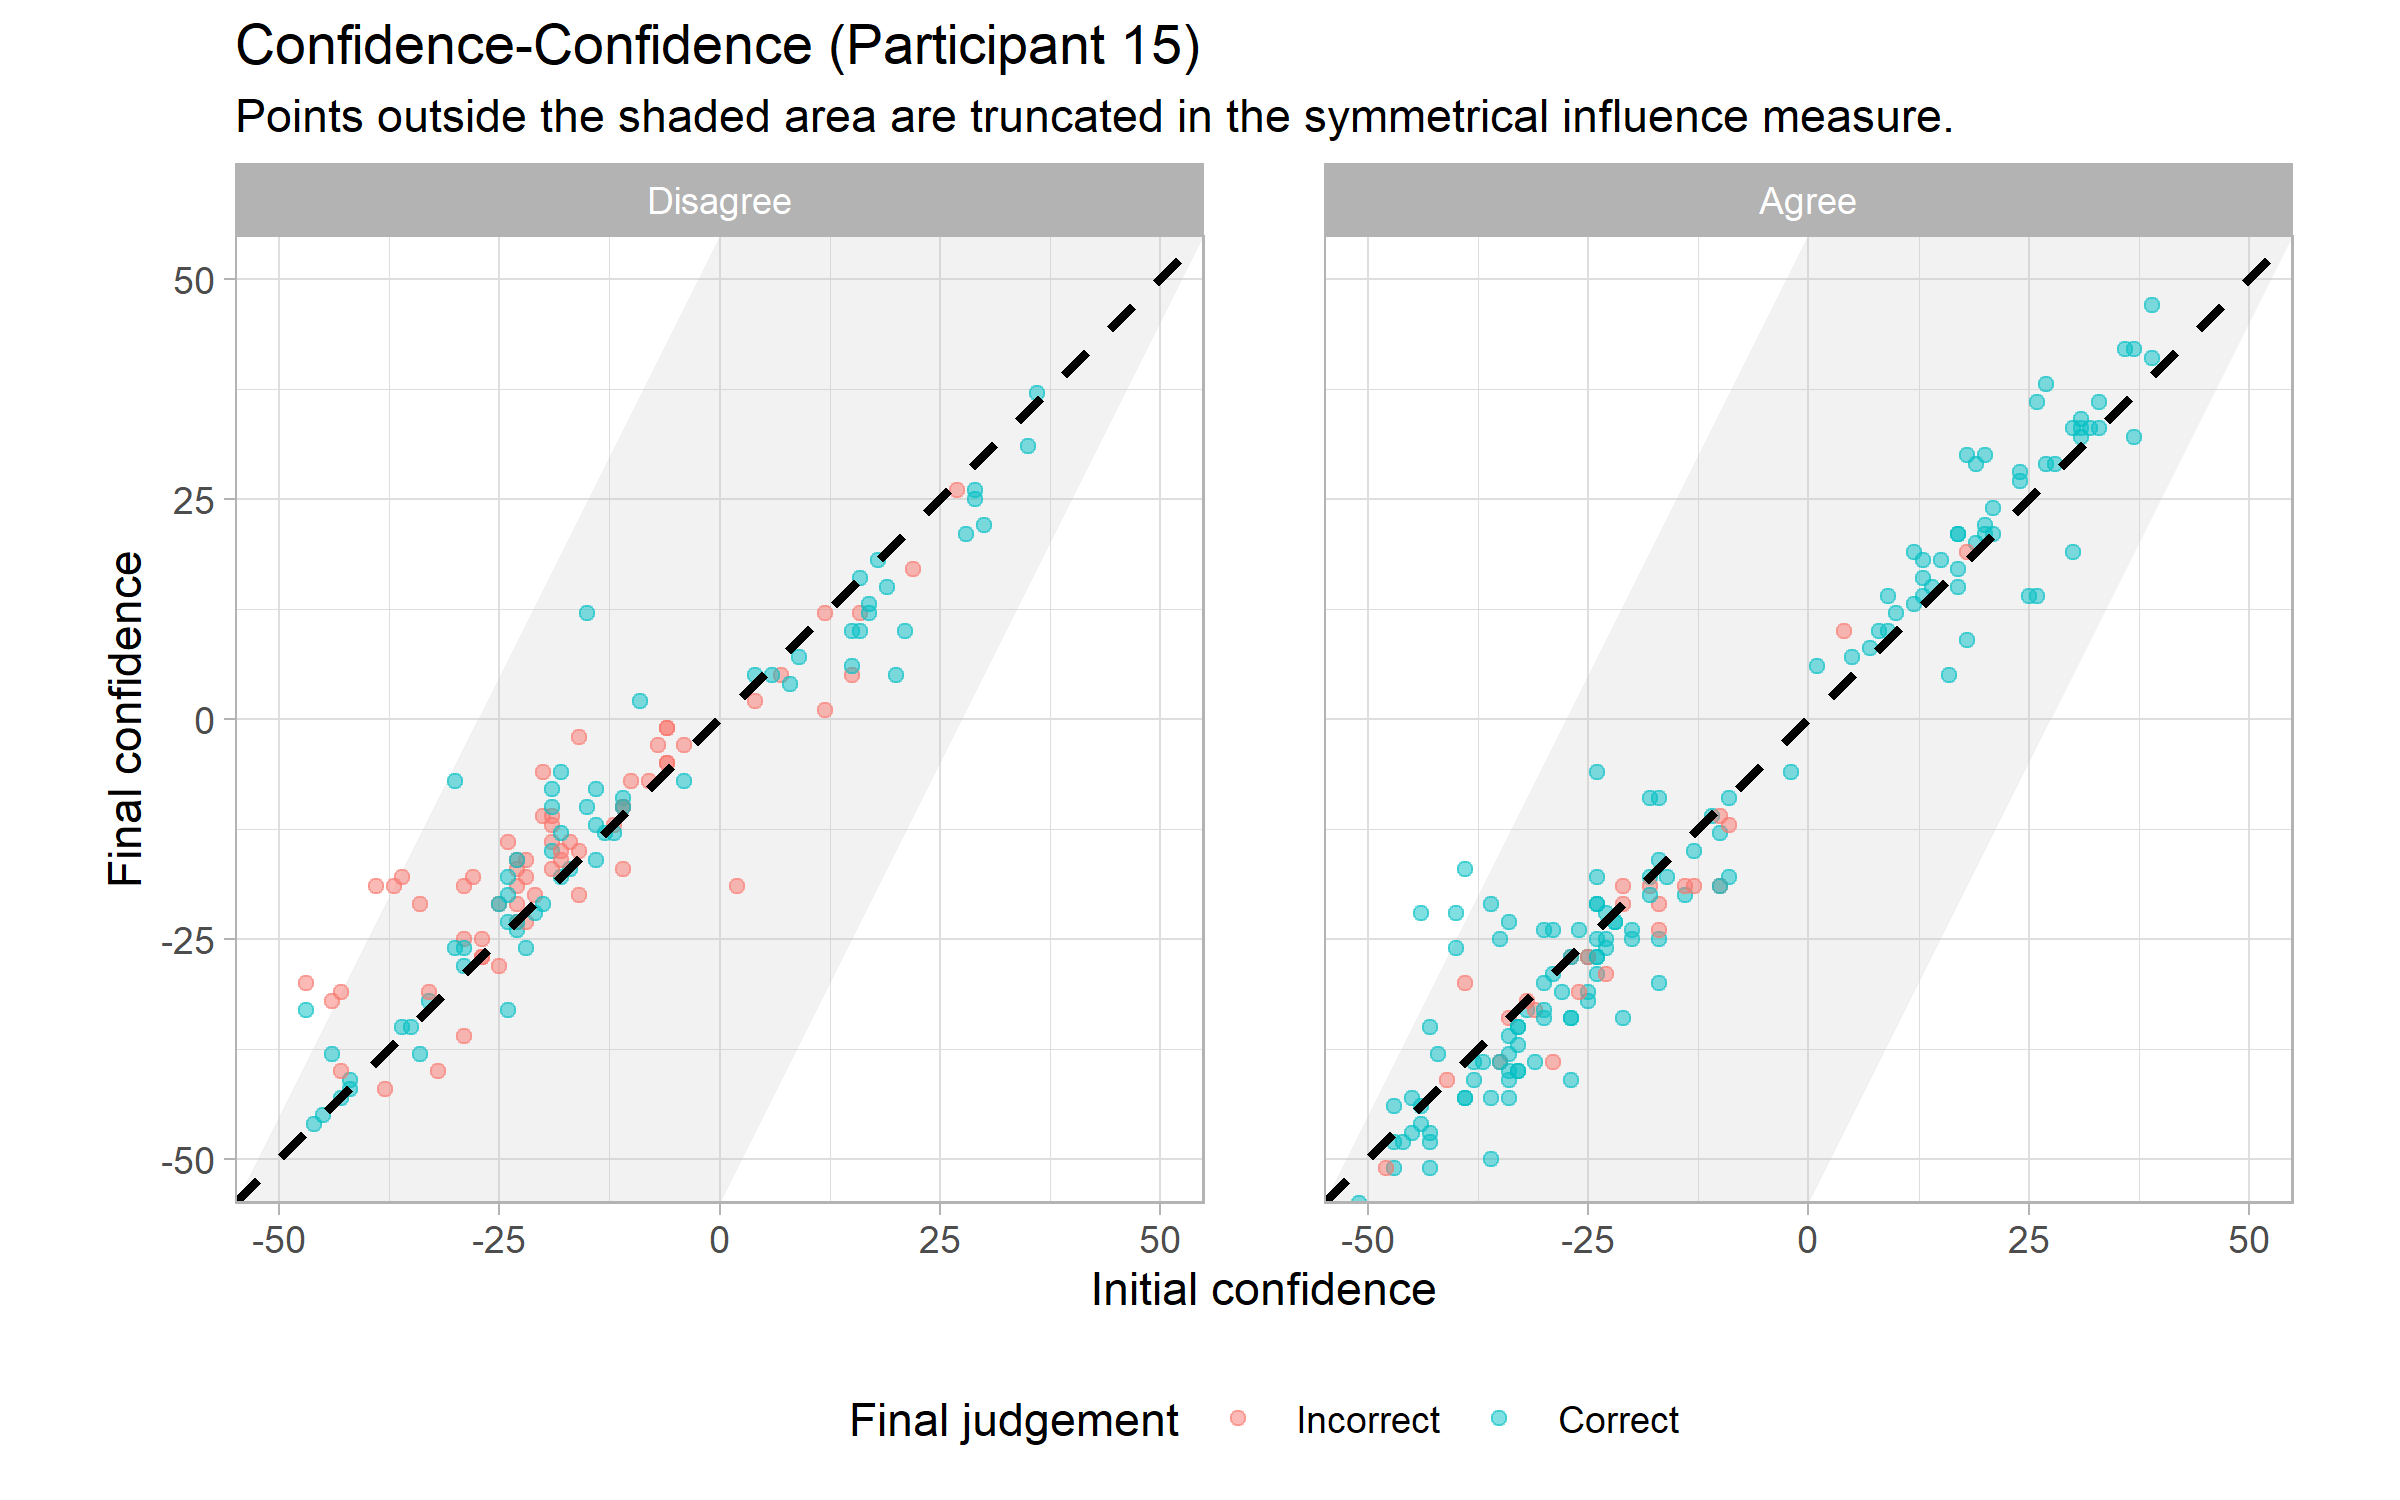 Confidence-Confidence (Participant 15)
Points outside the shaded area are truncated in the symmetrical influence measure.
Disagree
Agree
Final confidence
50
25
0
-25
-50
-50 -25 0 25 50
-50 -25 0 25 50
Initial confidence
Final judgement Incorrect Correct